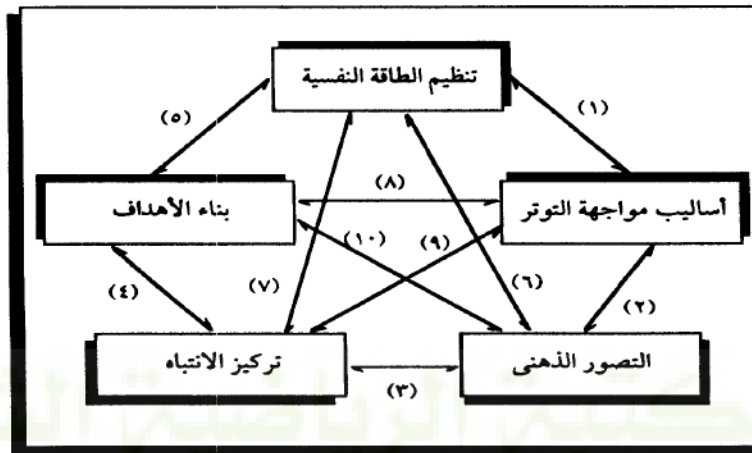 تنظيم الطاقة النفسية
(٥)
(١)
أساليب مواجهة التوتر
(٨)
بناء الأهداف
(٩)
(١٠)
(٢)
(٦)
(٧)
(٤)
التصور الذهنى
(٣)
تركيز الانتباه